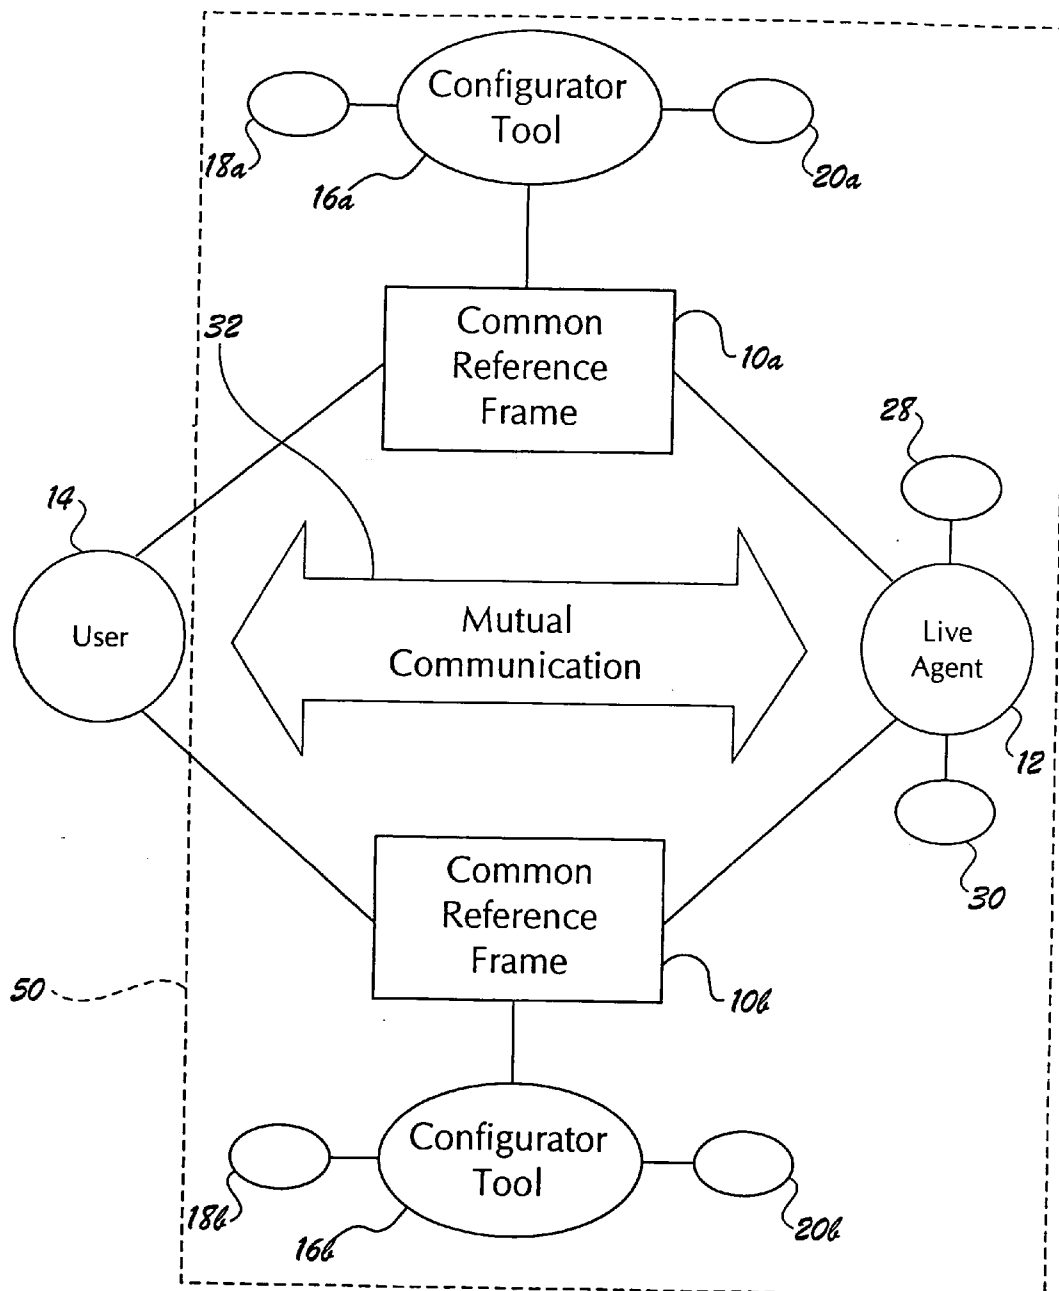 Configurator
Tool
18a
16a
20a
Common
Reference
Frame
32
10a
28
14
User
Mutual
Communication
Live
Agent
12
30
Common
Reference
Frame
50
10b
Configurator
Tool
18b
16b
20b